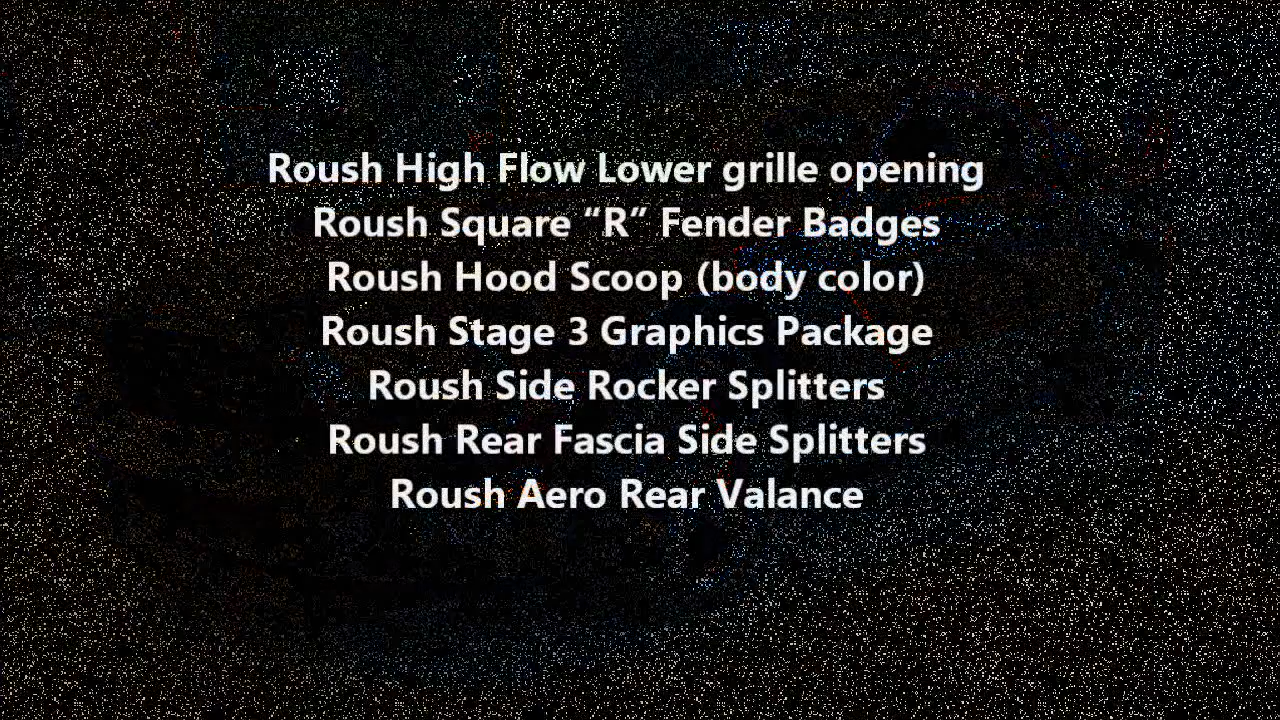 Roush High Flow Lower grille opening
Roush Square “R” Fender Badges
Roush Hood Scoop (body color)
Roush Stage 3 Graphics Package
Roush Side Rocker Splitters
Roush Rear Fascia Side Splitters
Roush Aero Rear Valance